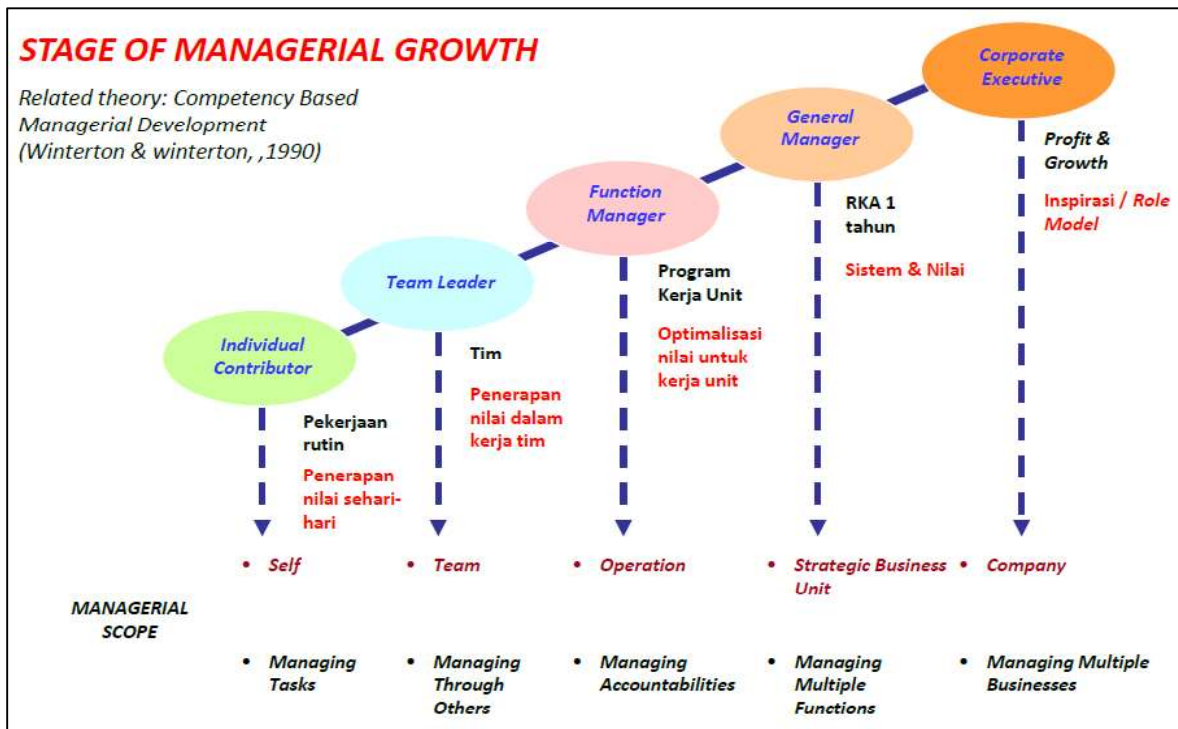 STAGE OF MANAGERIAL GROWTH
Related theory: Competency Based
Managerial Development
(Winterton & winterton, ,1990)
Corporate
Executive
General
Manager
Function
Manager
Team Leader
Individual
Contributor
Pekerjaan
rutin
Penerapan
nilai sehari-
hari
Tim
Penerapan
nilai dalam
kerja tim
Program
Kerja Unit
Optimalisasi
nilai untuk
kerja unit
RKA 1
tahun
Sistem & Nilai
Profit &
Growth
Inspirasi / Role
Model
MANAGERIAL
SCOPE
• Self
• Team
• Operation
• Strategic Business
Unit
• Company
• Managing
Tasks
• Managing
Through
Others
• Managing
Accountabilities
• Managing
Multiple
Functions
• Managing Multiple
Businesses